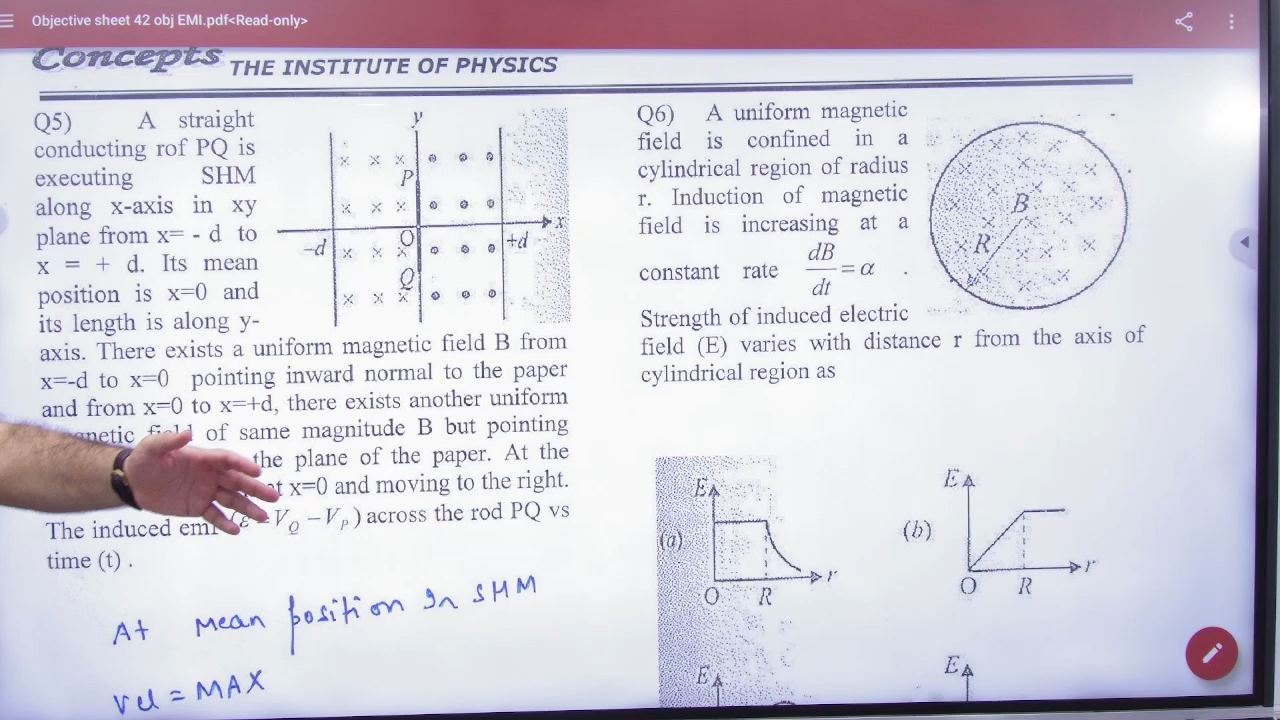 Objective sheet 42 obj EMI.pdf<Read-only>
Concepts THE INSTITUTE OF PHYSICS
Q5) A straight
conducting rof PQ is
executing SHM
along x-axis in xy
plane from x= - d to
x = + d. Its mean
position is x=0 and
its length is along y-
axis. There exists a uniform magnetic field B from
x=-d to x=0 pointing inward normal to the paper
and from x=0 to x=+d, there exists another uniform
of same magnitude B but pointing
the plane of the paper. At the
x=0 and moving to the right.
The induced emf (ε = V_Q − V_P) across the rod PQ vs
time (t) .
y
P
−d
O
+d
x
Q
At mean position In SHM
vel = MAX
Q6) A uniform magnetic
field is confined in a
cylindrical region of radius
r. Induction of magnetic
field is increasing at a
constant rate dB/dt = α .
Strength of induced electric
field (E) varies with distance r from the axis of
cylindrical region as
B
R
(a)
E
O R r
(b)
E
O R r
E
E